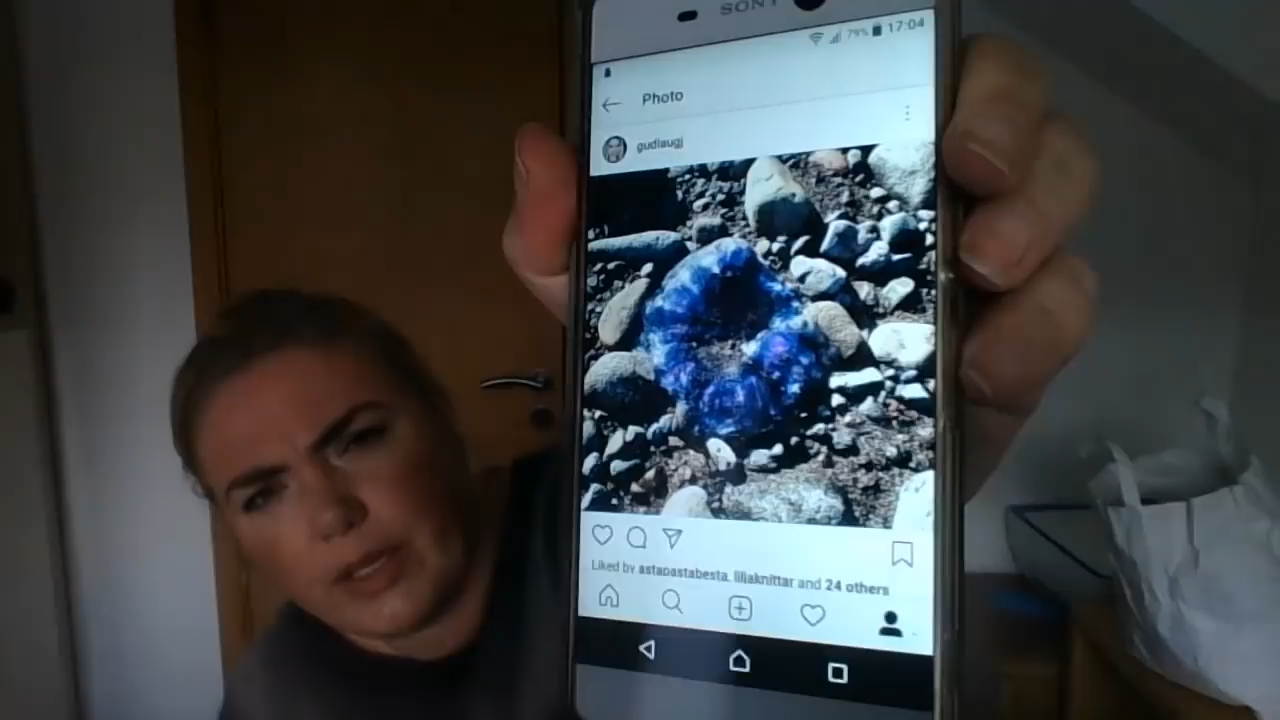 SONY
79% 17:04
Photo
gudlaugj
Liked by astapastabesta, liljaknittar and 24 others